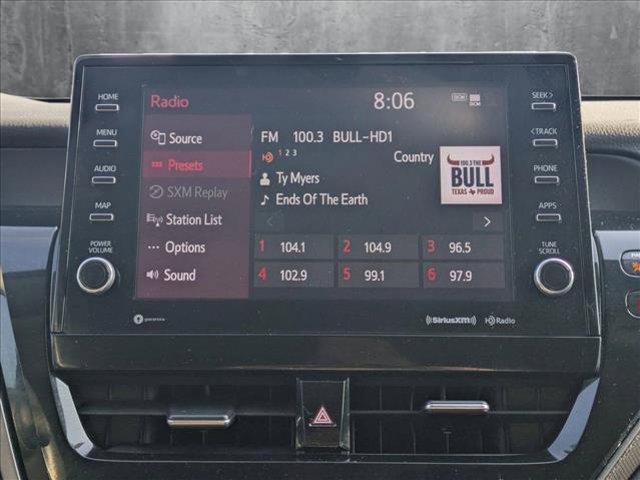 HOME
MENU
AUDIO
MAP
POWER
VOLUME
Radio
8:06
DCM
Source
Presets
SXM Replay
Station List
Options
Sound
FM 100.3 BULL-HD1
1 2 3
Country
Ty Myers
Ends Of The Earth
100.3 THE
BULL
TEXAS PROUD
1 104.1
2 104.9
3 96.5
4 102.9
5 99.1
6 97.9
SEEK>
<TRACK
PHONE
APPS
TUNE
SCROLL
((SiriusXM))
HD Radio